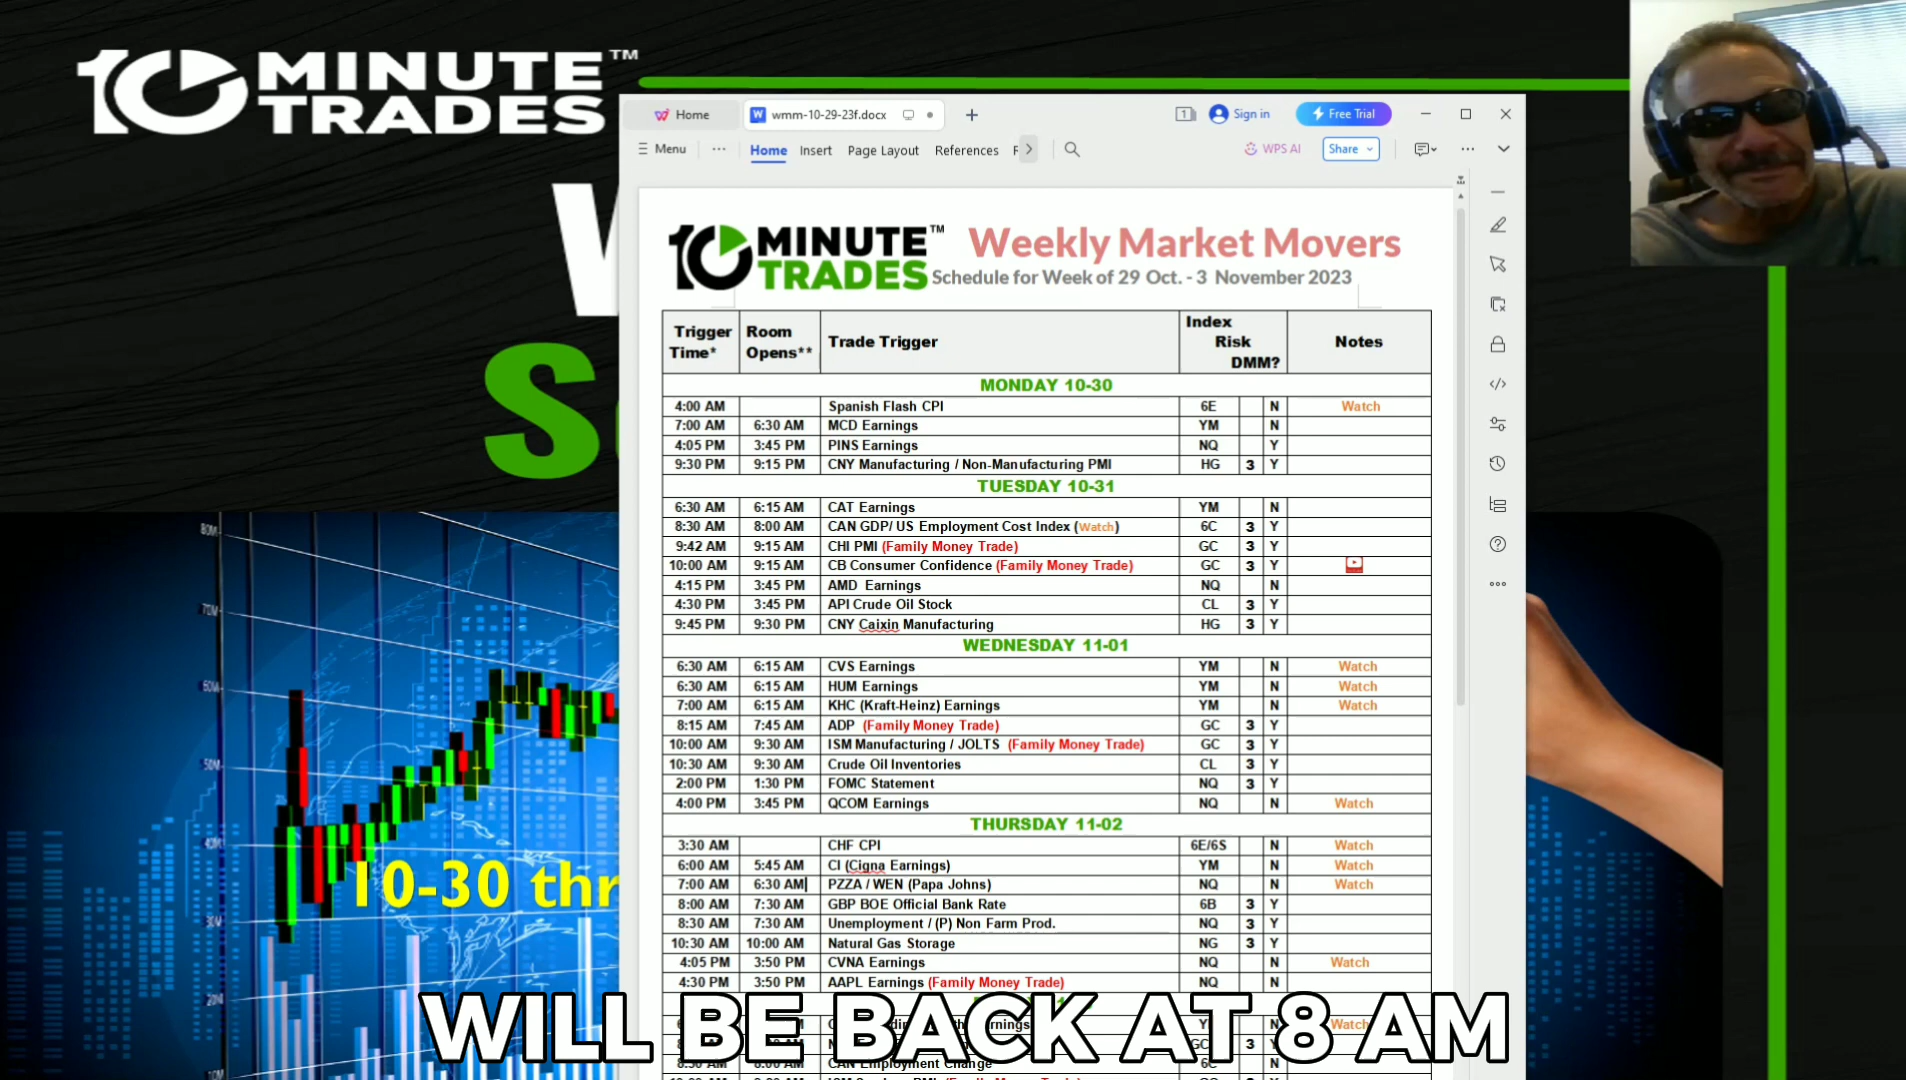 10 MINUTE TRADES™
Home
wmm-10-29-23f.docx
Sign in
Free Trial
Menu
Home
Insert
Page Layout
References
WPS AI
Share
10 MINUTE TRADES™
Weekly Market Movers
Schedule for Week of 29 Oct. - 3 November 2023
Trigger Time* Room Opens** Trade Trigger Index Risk DMM? Notes
MONDAY 10-30
4:00 AM Spanish Flash CPI 6E N Watch
7:00 AM 6:30 AM MCD Earnings YM N
4:05 PM 3:45 PM PINS Earnings NQ Y
9:30 PM 9:15 PM CNY Manufacturing / Non-Manufacturing PMI HG 3 Y
TUESDAY 10-31
6:30 AM 6:15 AM CAT Earnings YM N
8:30 AM 8:00 AM CAN GDP/ US Employment Cost Index (Watch) 6C 3 Y
9:42 AM 9:15 AM CHI PMI (Family Money Trade) GC 3 Y
10:00 AM 9:15 AM CB Consumer Confidence (Family Money Trade) GC 3 Y
4:15 PM 3:45 PM AMD Earnings NQ N
4:30 PM 3:45 PM API Crude Oil Stock CL 3 Y
9:45 PM 9:30 PM CNY Caixin Manufacturing HG 3 Y
WEDNESDAY 11-01
6:30 AM 6:15 AM CVS Earnings YM N Watch
6:30 AM 6:15 AM HUM Earnings YM N Watch
7:00 AM 6:15 AM KHC (Kraft-Heinz) Earnings YM N Watch
8:15 AM 7:45 AM ADP (Family Money Trade) GC 3 Y
10:00 AM 9:30 AM ISM Manufacturing / JOLTS (Family Money Trade) GC 3 Y
10:30 AM 9:30 AM Crude Oil Inventories CL 3 Y
2:00 PM 1:30 PM FOMC Statement NQ 3 Y
4:00 PM 3:45 PM QCOM Earnings NQ N Watch
THURSDAY 11-02
3:30 AM CHF CPI 6E/6S N Watch
6:00 AM 5:45 AM CI (Cigna Earnings) YM N Watch
7:00 AM 6:30 AM PZZA / WEN (Papa Johns) NQ N Watch
8:00 AM 7:30 AM GBP BOE Official Bank Rate 6B 3 Y
8:30 AM 7:30 AM Unemployment / (P) Non Farm Prod. NQ 3 Y
10:30 AM 10:00 AM Natural Gas Storage NG 3 Y
4:05 PM 3:50 PM CVNA Earnings NQ N Watch
4:30 PM 3:50 PM AAPL Earnings (Family Money Trade) NQ N
CAN Employment Change 6C
10-30 thr
WILL BE BACK AT 8 AM